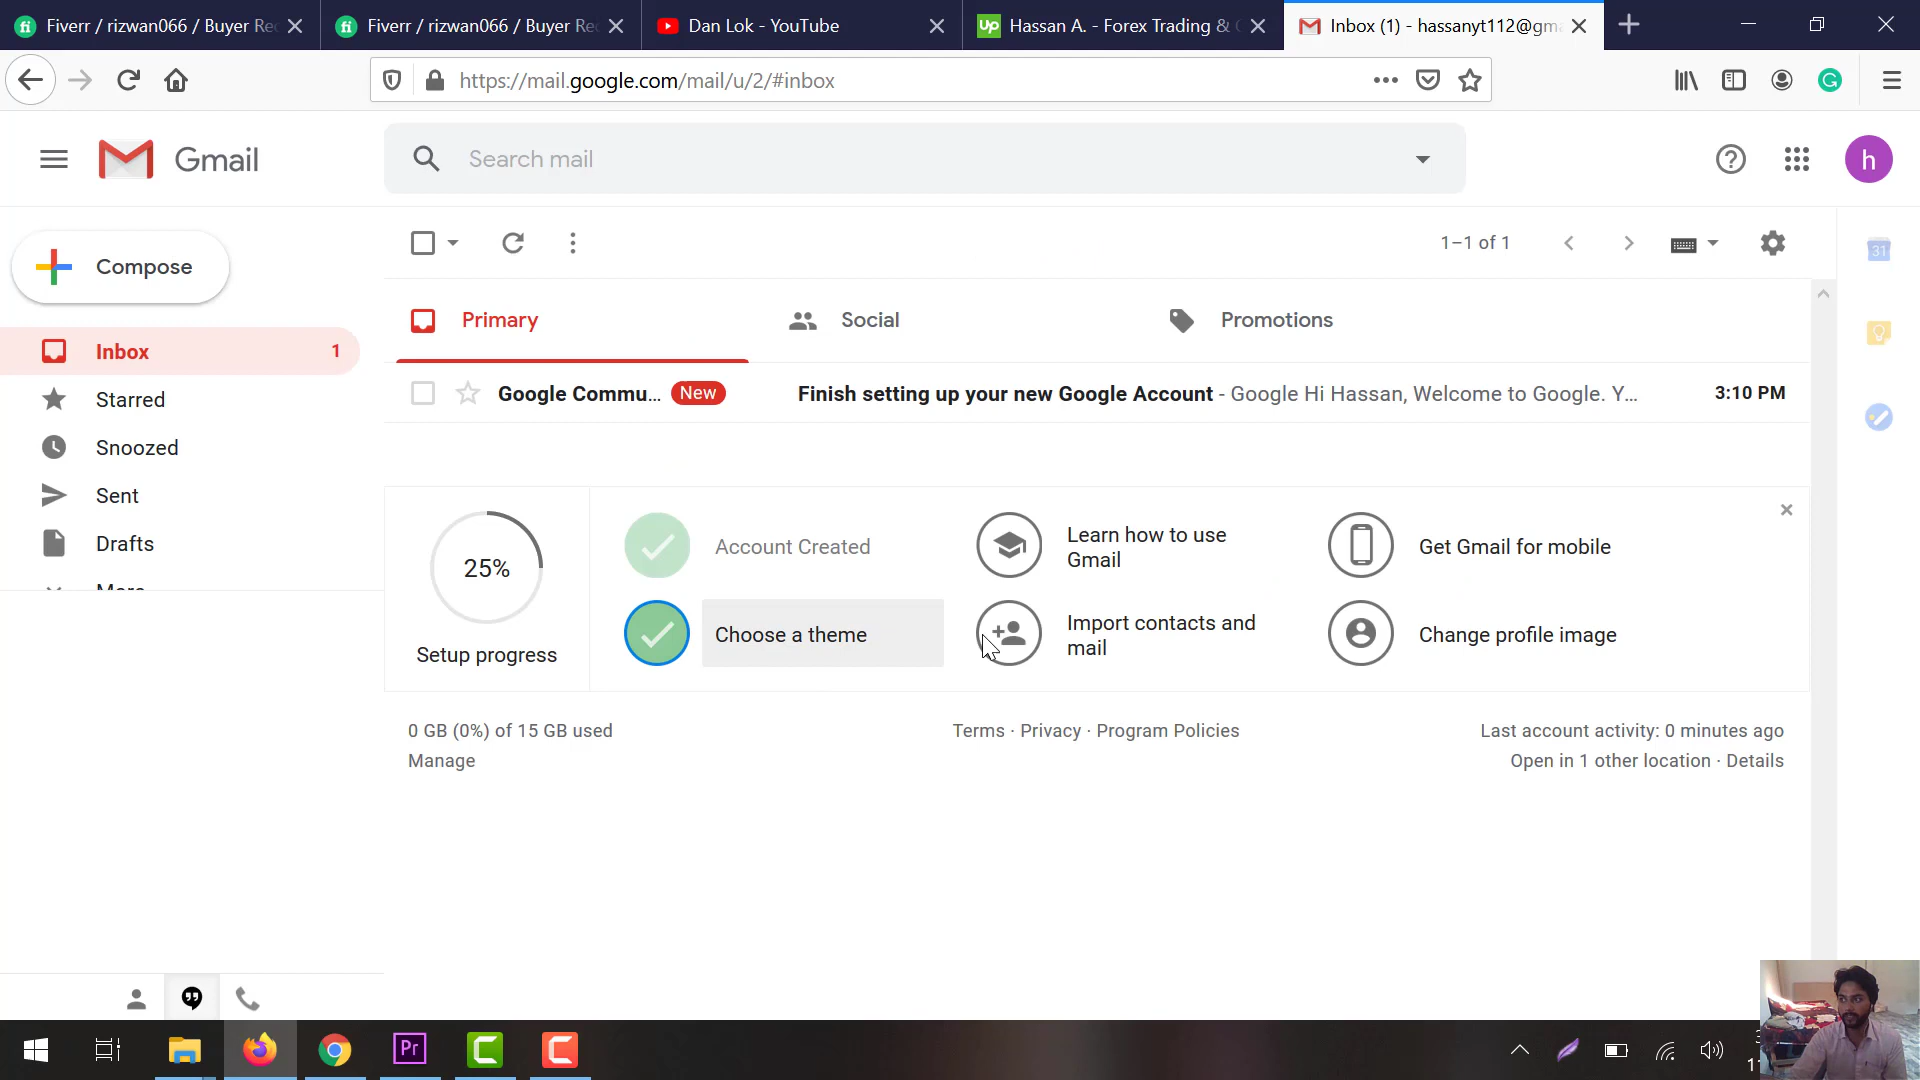 Fiverr / rizwan066 / Buyer Re
Fiverr / rizwan066 / Buyer Re
Dan Lok - YouTube
Up Hassan A. - Forex Trading &
Inbox (1) - hassanyt112@gm
https://mail.google.com/mail/u/2/#inbox
Gmail
Search mail
h
Compose
1–1 of 1
31
Primary
Social
Promotions
Inbox 1
Google Commu... New Finish setting up your new Google Account - Google Hi Hassan, Welcome to Google. Y... 3:10 PM
Starred
Snoozed
Sent
Drafts
More
25%
Setup progress
Account Created
Learn how to use
Gmail
Get Gmail for mobile
Choose a theme
Import contacts and
mail
Change profile image
0 GB (0%) of 15 GB used
Manage
Terms · Privacy · Program Policies
Last account activity: 0 minutes ago
Open in 1 other location · Details
Pr